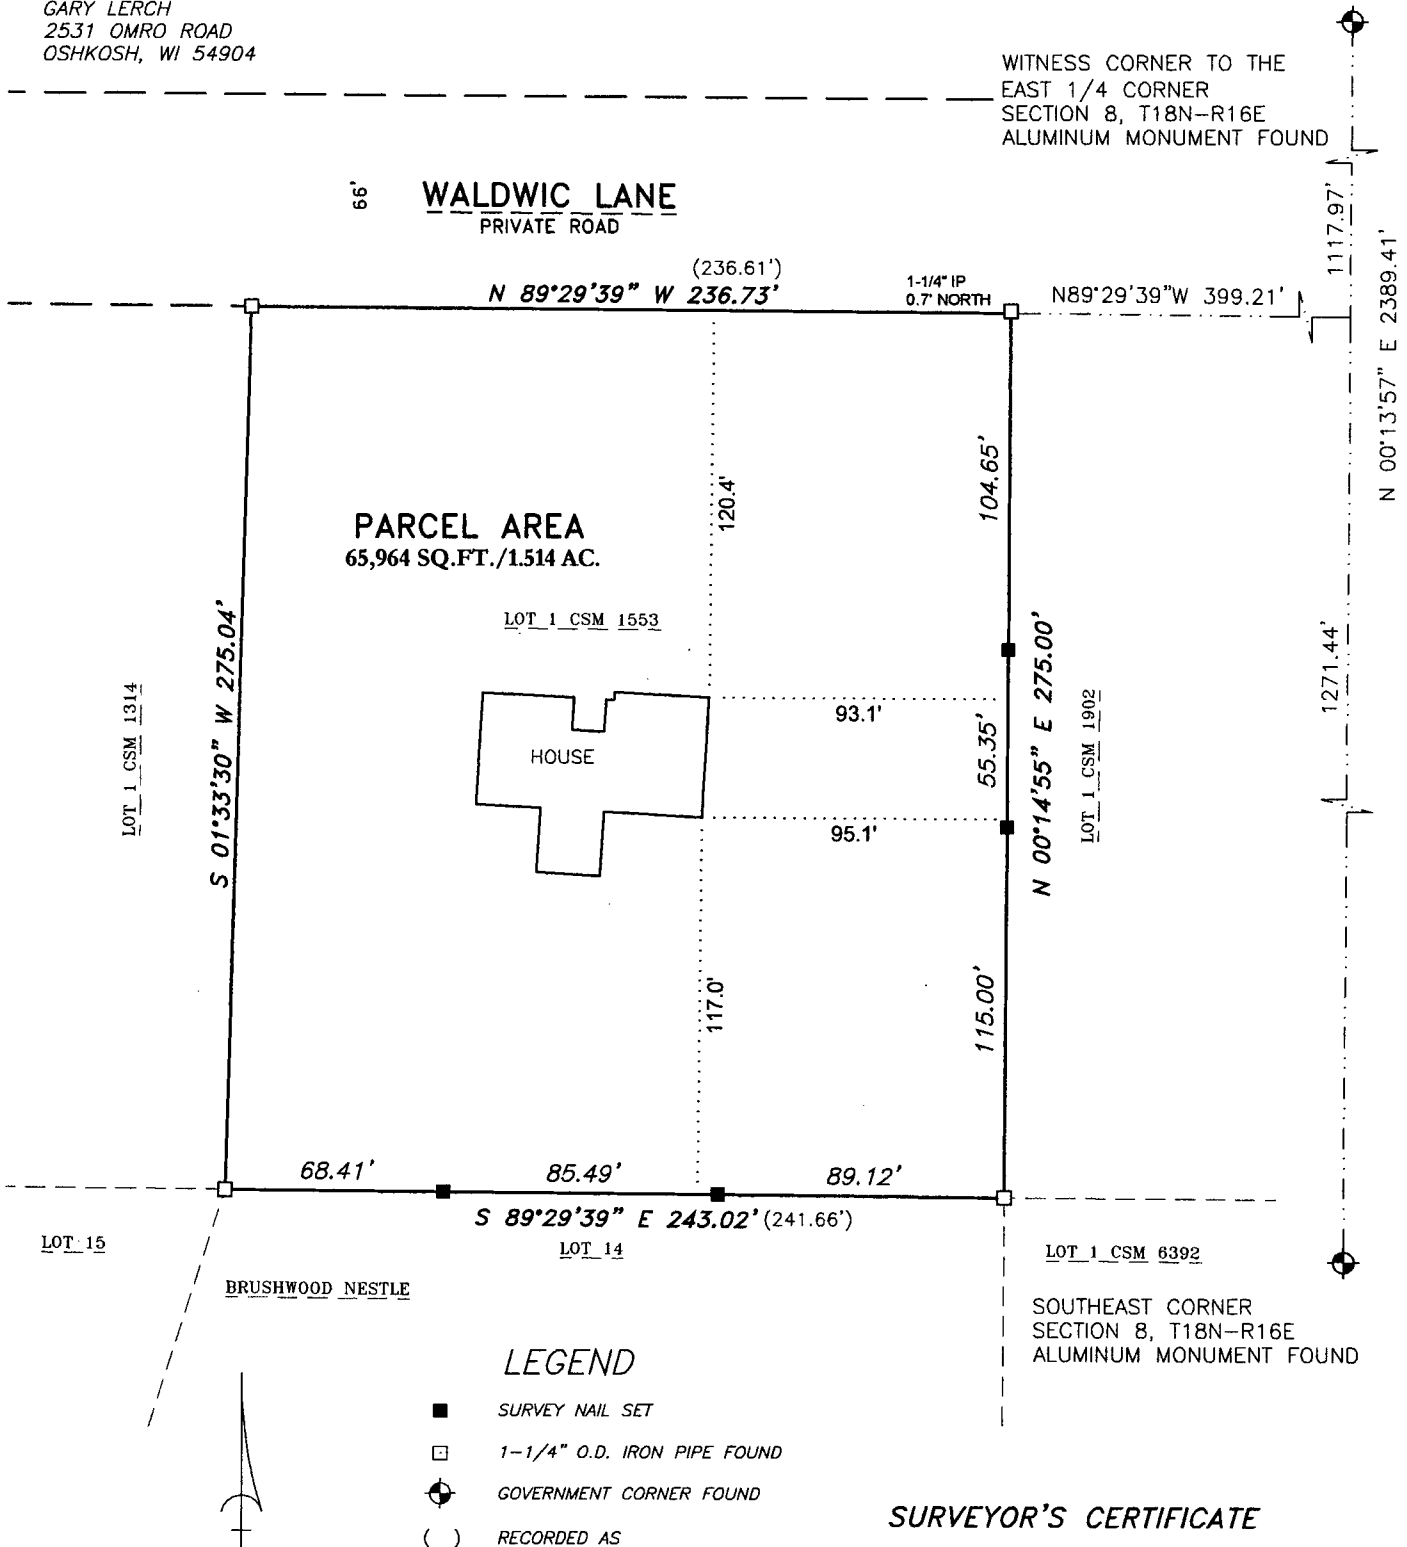 GARY LERCH
2531 OMRO ROAD
OSHKOSH, WI 54904
WITNESS CORNER TO THE
EAST 1/4 CORNER
SECTION 8, T18N-R16E
ALUMINUM MONUMENT FOUND
66'
WALDWIC LANE
PRIVATE ROAD
1117.97'
N 00°13'57" E 2389.41'
(236.61')
N 89°29'39" W 236.73'
1-1/4" IP
0.7' NORTH
N89°29'39"W 399.21'
104.65'
120.4'
PARCEL AREA
65,964 SQ.FT./1.514 AC.
LOT 1 CSM 1553
S 01°33'30" W 275.04'
LOT 1 CSM 1314
HOUSE
93.1'
55.35'
N 00°14'55" E 275.00'
LOT 1 CSM 1902
1271.44'
95.1'
117.0'
115.00'
68.41'
85.49'
89.12'
S 89°29'39" E 243.02' (241.66')
LOT 15
LOT 14
LOT 1 CSM 6392
BRUSHWOOD NESTLE
SOUTHEAST CORNER
SECTION 8, T18N-R16E
ALUMINUM MONUMENT FOUND
LEGEND
SURVEY NAIL SET
1-1/4" O.D. IRON PIPE FOUND
GOVERNMENT CORNER FOUND
( ) RECORDED AS
SURVEYOR'S CERTIFICATE